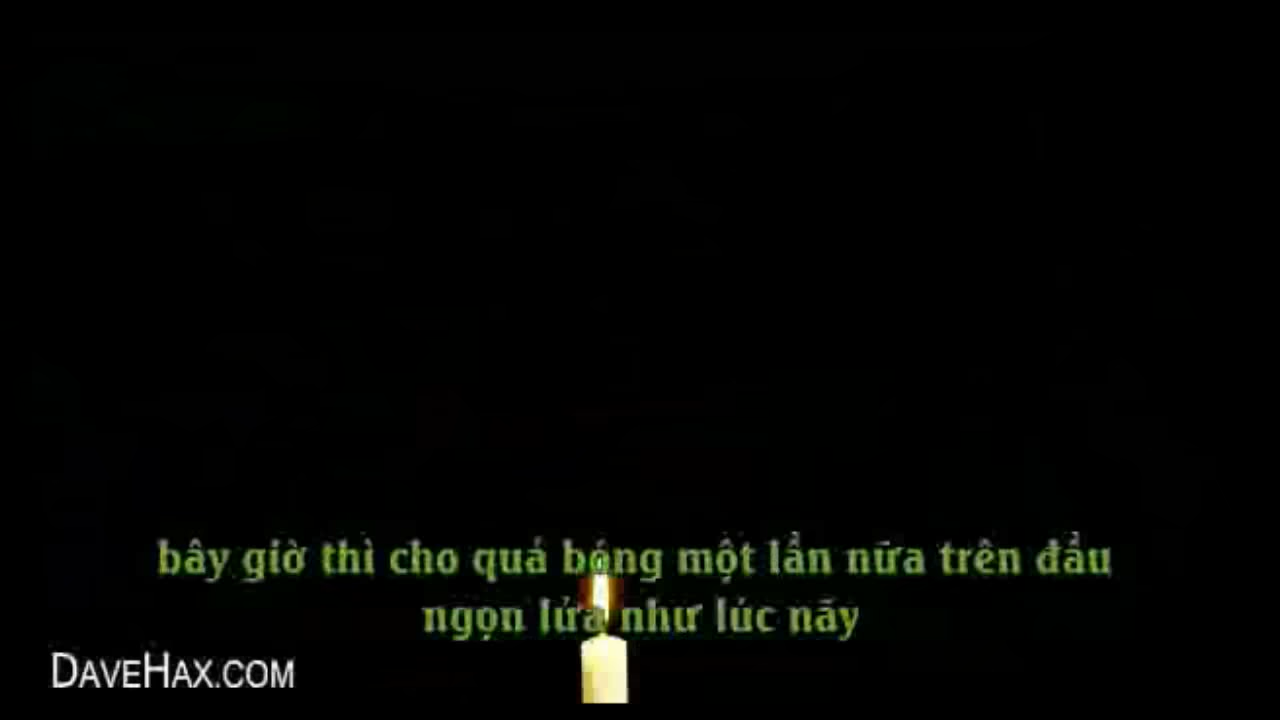 bây giờ thì cho quả bóng một lần nữa trên đầu
ngọn lửa như lúc nãy
DAVEHAX.COM